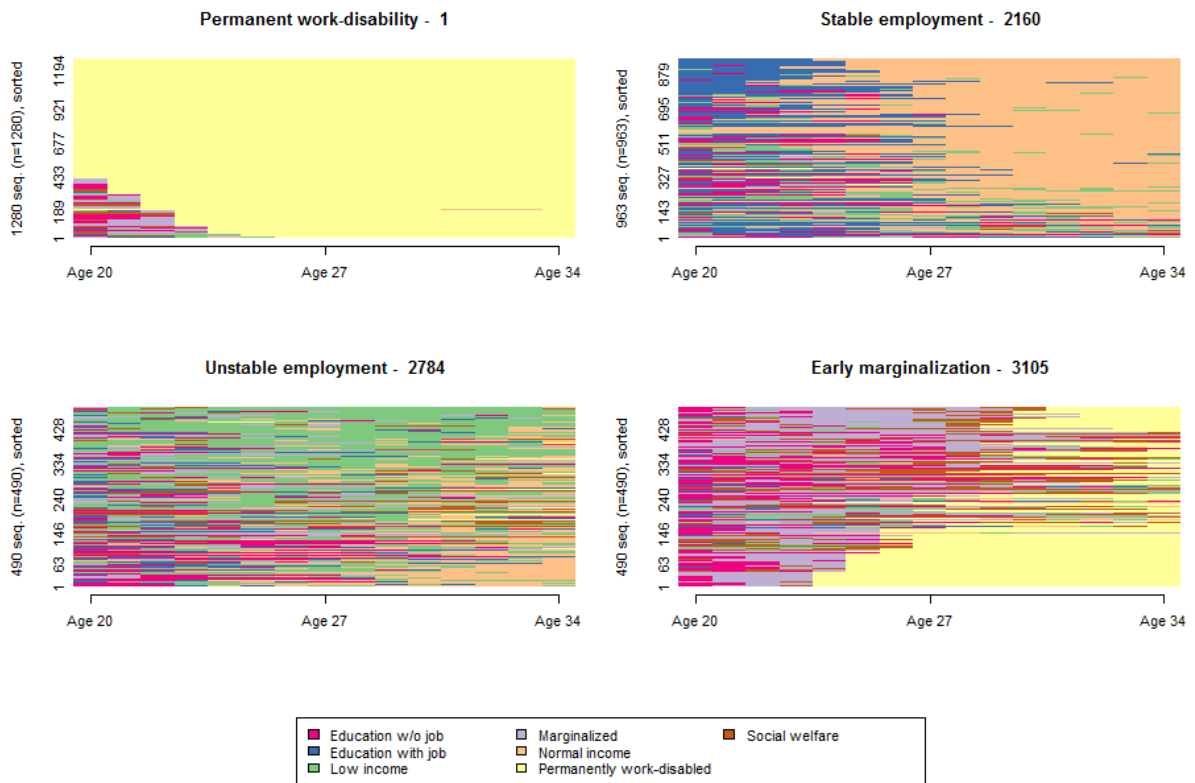 Permanent work-disability - 1
1280 seq. (n=1280), sorted
1 189 433 677 921 1194
Age 20 Age 27 Age 34
Stable employment - 2160
963 seq. (n=963), sorted
1 143 327 511 695 879
Age 20 Age 27 Age 34
Unstable employment - 2784
490 seq. (n=490), sorted
1 63 146 240 334 428
Age 20 Age 27 Age 34
Early marginalization - 3105
490 seq. (n=490), sorted
1 63 146 240 334 428
Age 20 Age 27 Age 34
Education w/o job
Education with job
Low income
Marginalized
Normal income
Permanently work-disabled
Social welfare